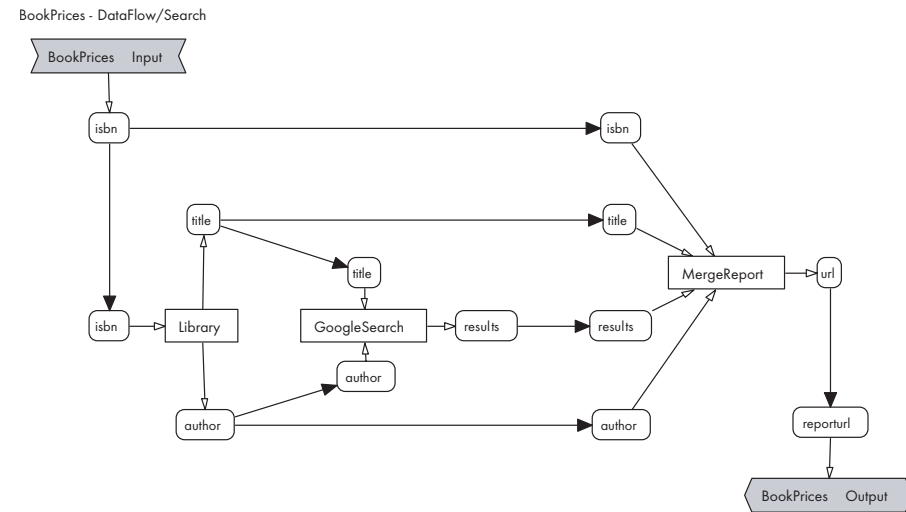 BookPrices - DataFlow/Search
BookPrices Input
isbn
isbn
title
title
title
MergeReport
url
isbn
Library
GoogleSearch
results
results
author
author
author
reporturl
BookPrices Output